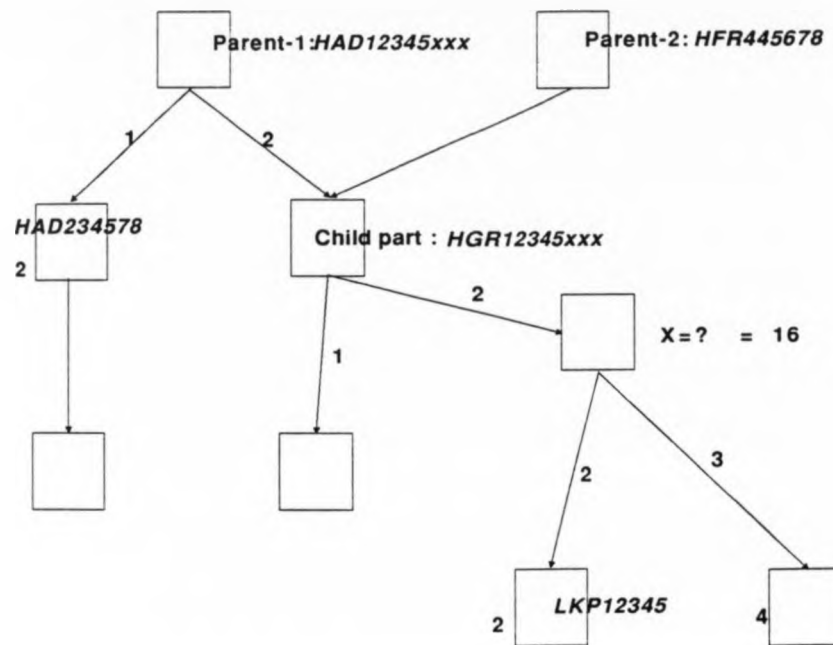 Parent-1:HAD12345xxx
Parent-2: HFR445678
1
2
HAD234578
2
Child part : HGR12345xxx
2
X=? = 16
1
2
3
2
LKP12345
4